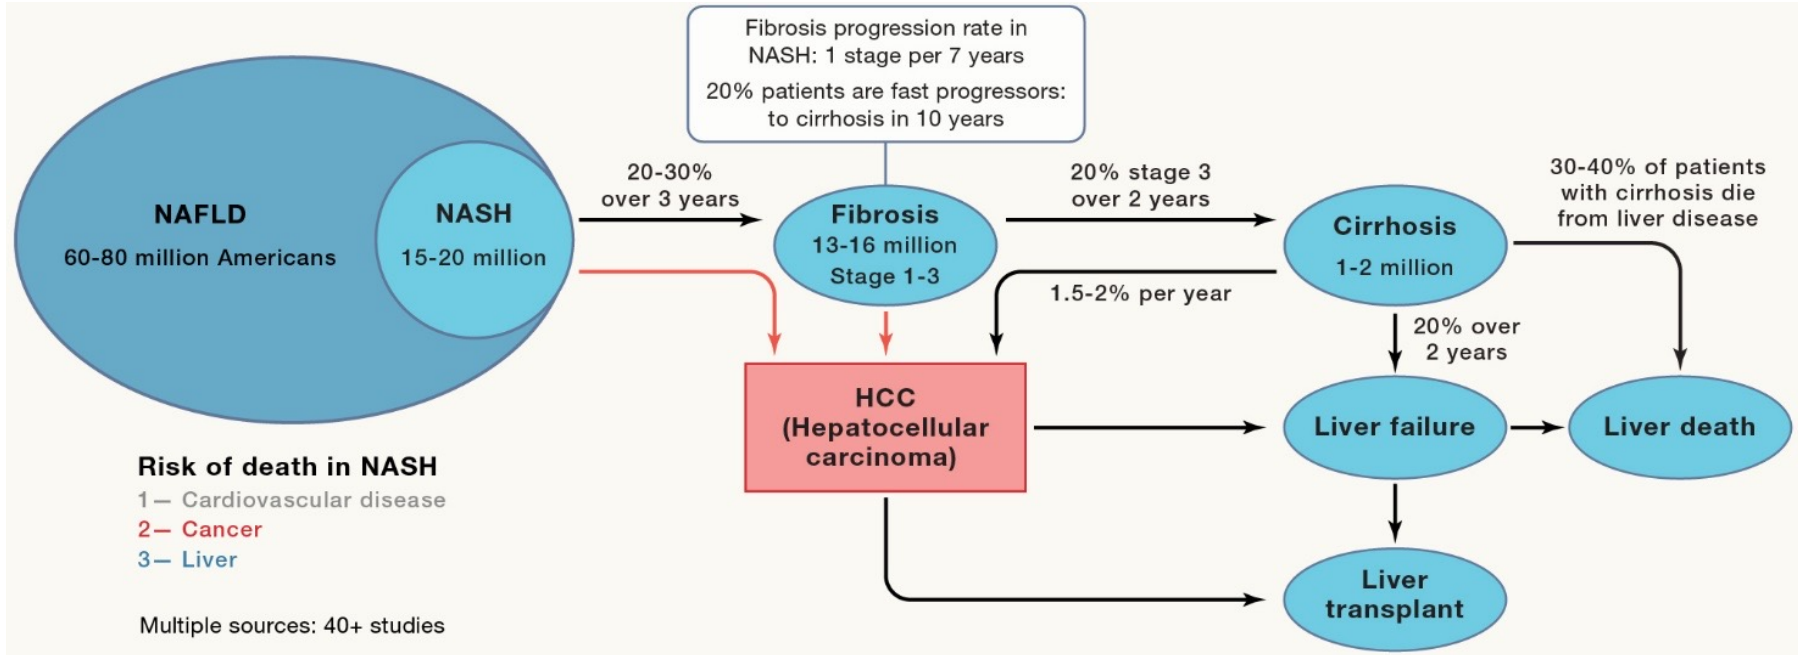 Fibrosis progression rate in
NASH: 1 stage per 7 years
20% patients are fast progressors:
to cirrhosis in 10 years
NAFLD
60-80 million Americans
NASH
15-20 million
20-30%
over 3 years
Fibrosis
13-16 million
Stage 1-3
20% stage 3
over 2 years
Cirrhosis
1-2 million
30-40% of patients
with cirrhosis die
from liver disease
1.5-2% per year
20% over
2 years
HCC
(Hepatocellular
carcinoma)
Liver failure
Liver death
Liver
transplant
Risk of death in NASH
1— Cardiovascular disease
2— Cancer
3— Liver
Multiple sources: 40+ studies